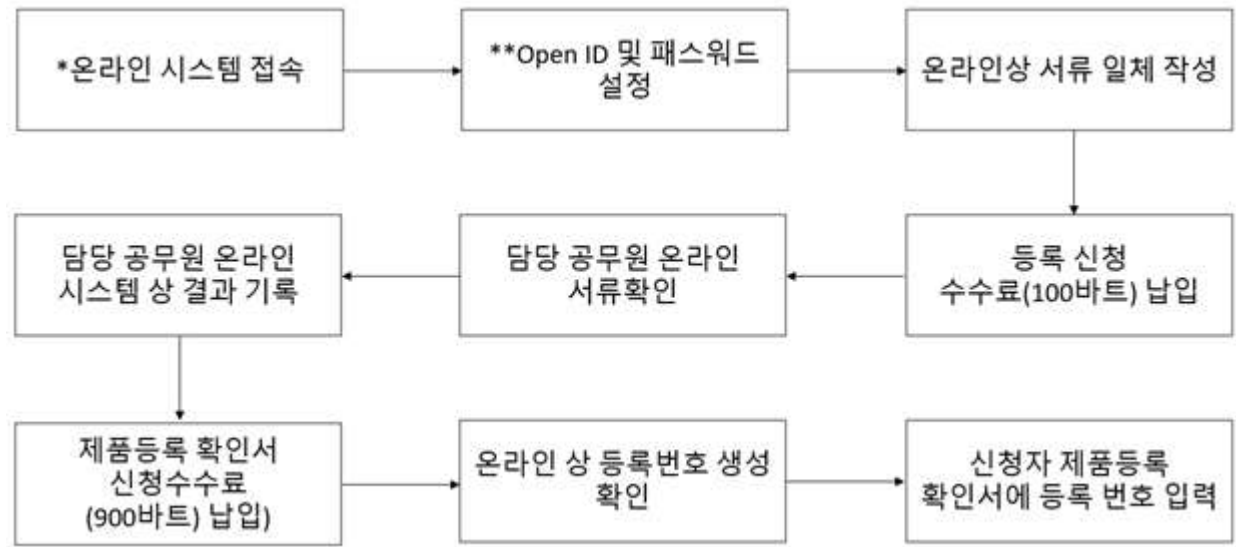 *온라인 시스템 접속
**Open ID 및 패스워드
설정
온라인상 서류 일체 작성
등록 신청
수수료(100바트) 납입
담당 공무원 온라인
서류확인
담당 공무원 온라인
시스템 상 결과 기록
제품등록 확인서
신청수수료
(900바트) 납입)
온라인 상 등록번호 생성
확인
신청자 제품등록
확인서에 등록 번호 입력